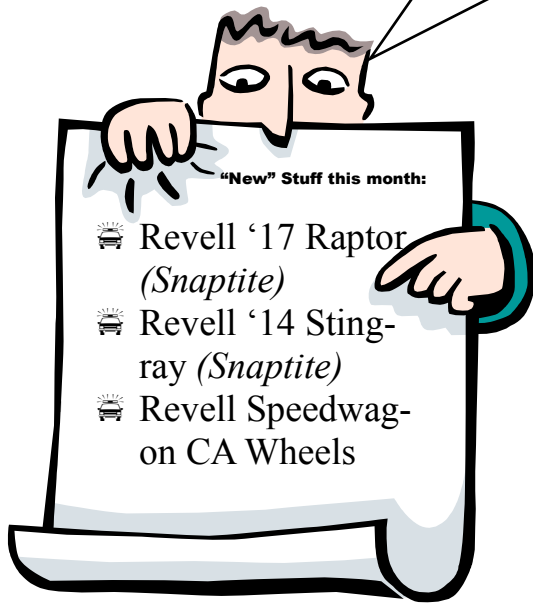 “New” Stuff this month:
Revell ‘17 Raptor
(Snaptite)
Revell ‘14 Sting-
ray (Snaptite)
Revell Speedwag-
on CA Wheels